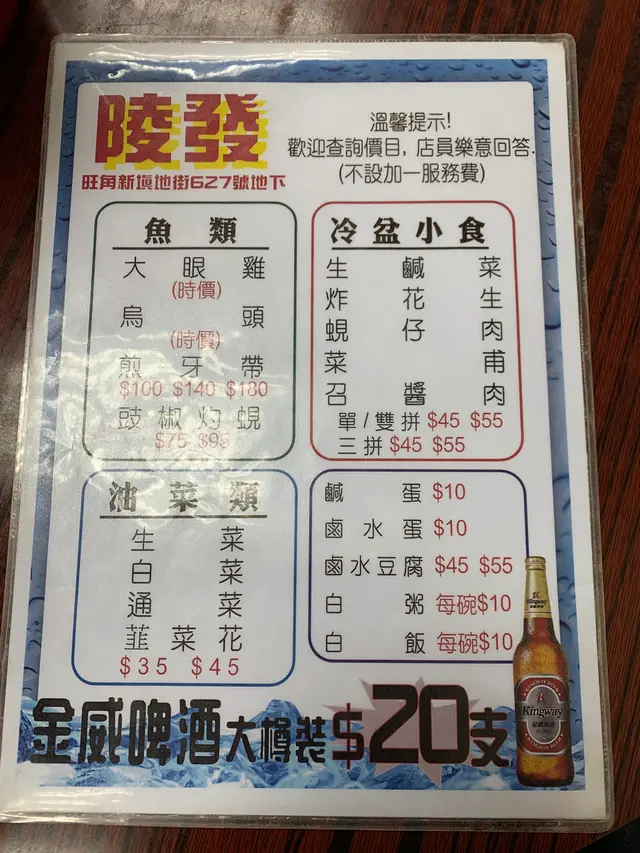 陵發
旺角新填地街627號地下
溫馨提示!
歡迎查詢價目, 店員樂意回答.
(不設加一服務費)
魚類
大眼雞
(時價)
烏頭
(時價)
煎牙帶
$100 $140 $180
豉椒灼蜆
$75 $95
冷盆小食
生鹹菜
炸花生
蜆仔肉
菜甫
召醬肉
單/雙拼 $45 $55
三拼 $45 $55
油菜類
生菜
白菜
通菜
韮菜花
$35 $45
鹹蛋 $10
鹵水蛋 $10
鹵水豆腐 $45 $55
白粥 每碗$10
白飯 每碗$10
金威啤酒大樽裝$20支
Kingway
Kingway
金威啤酒